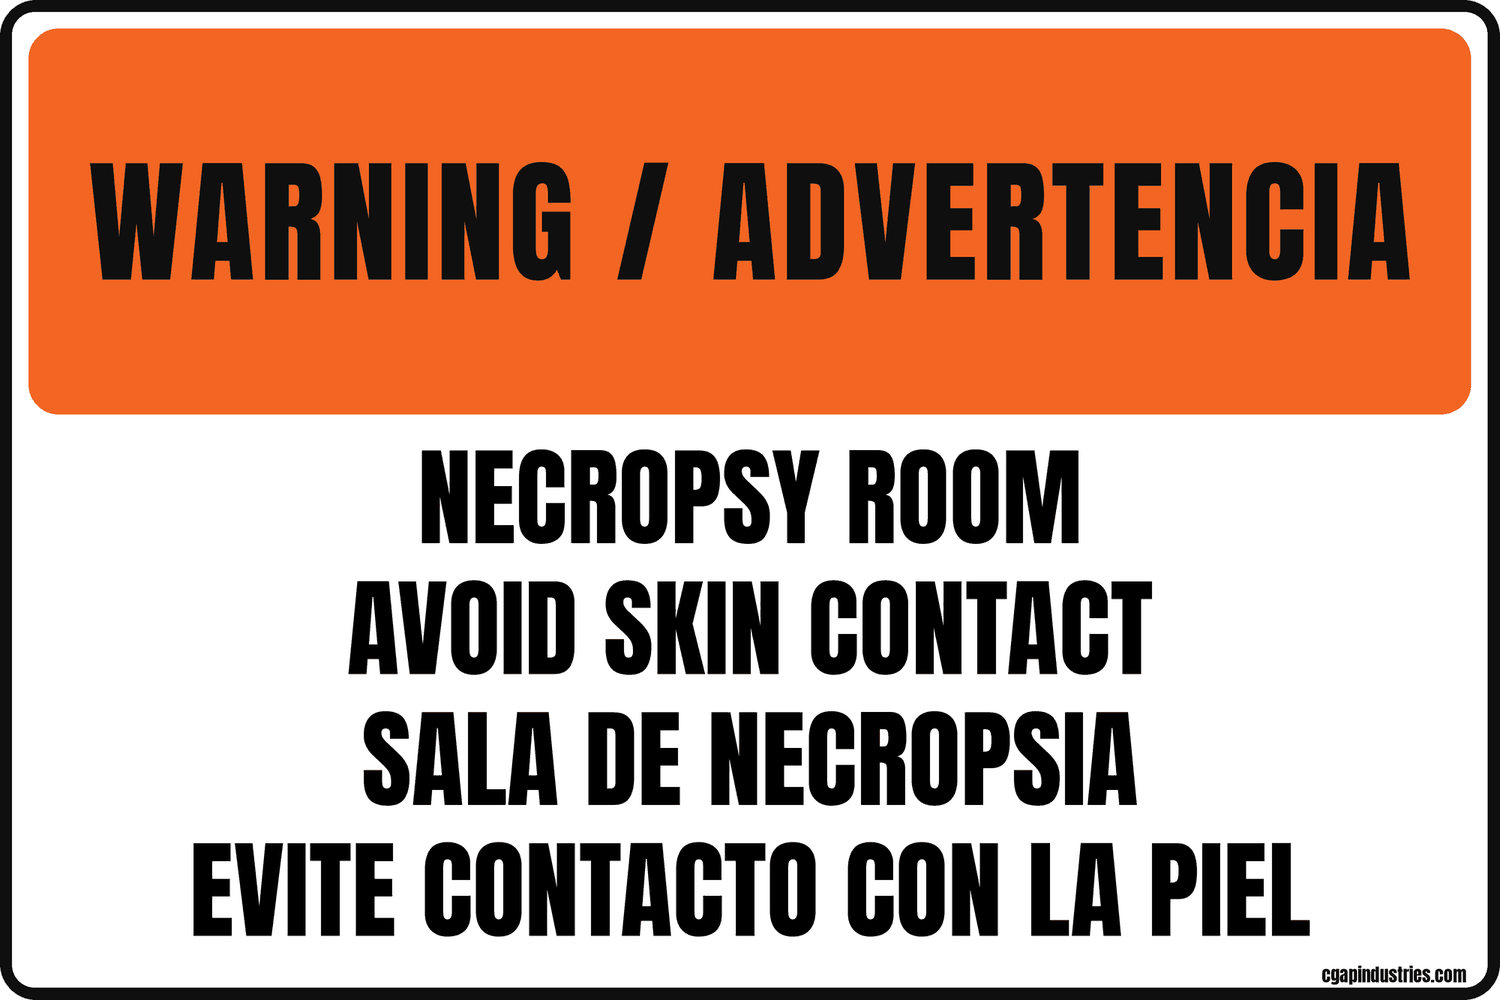 WARNING / ADVERTENCIA
NECROPSY ROOM
AVOID SKIN CONTACT
SALA DE NECROPSIA
EVITE CONTACTO CON LA PIEL
cgapindustries.com